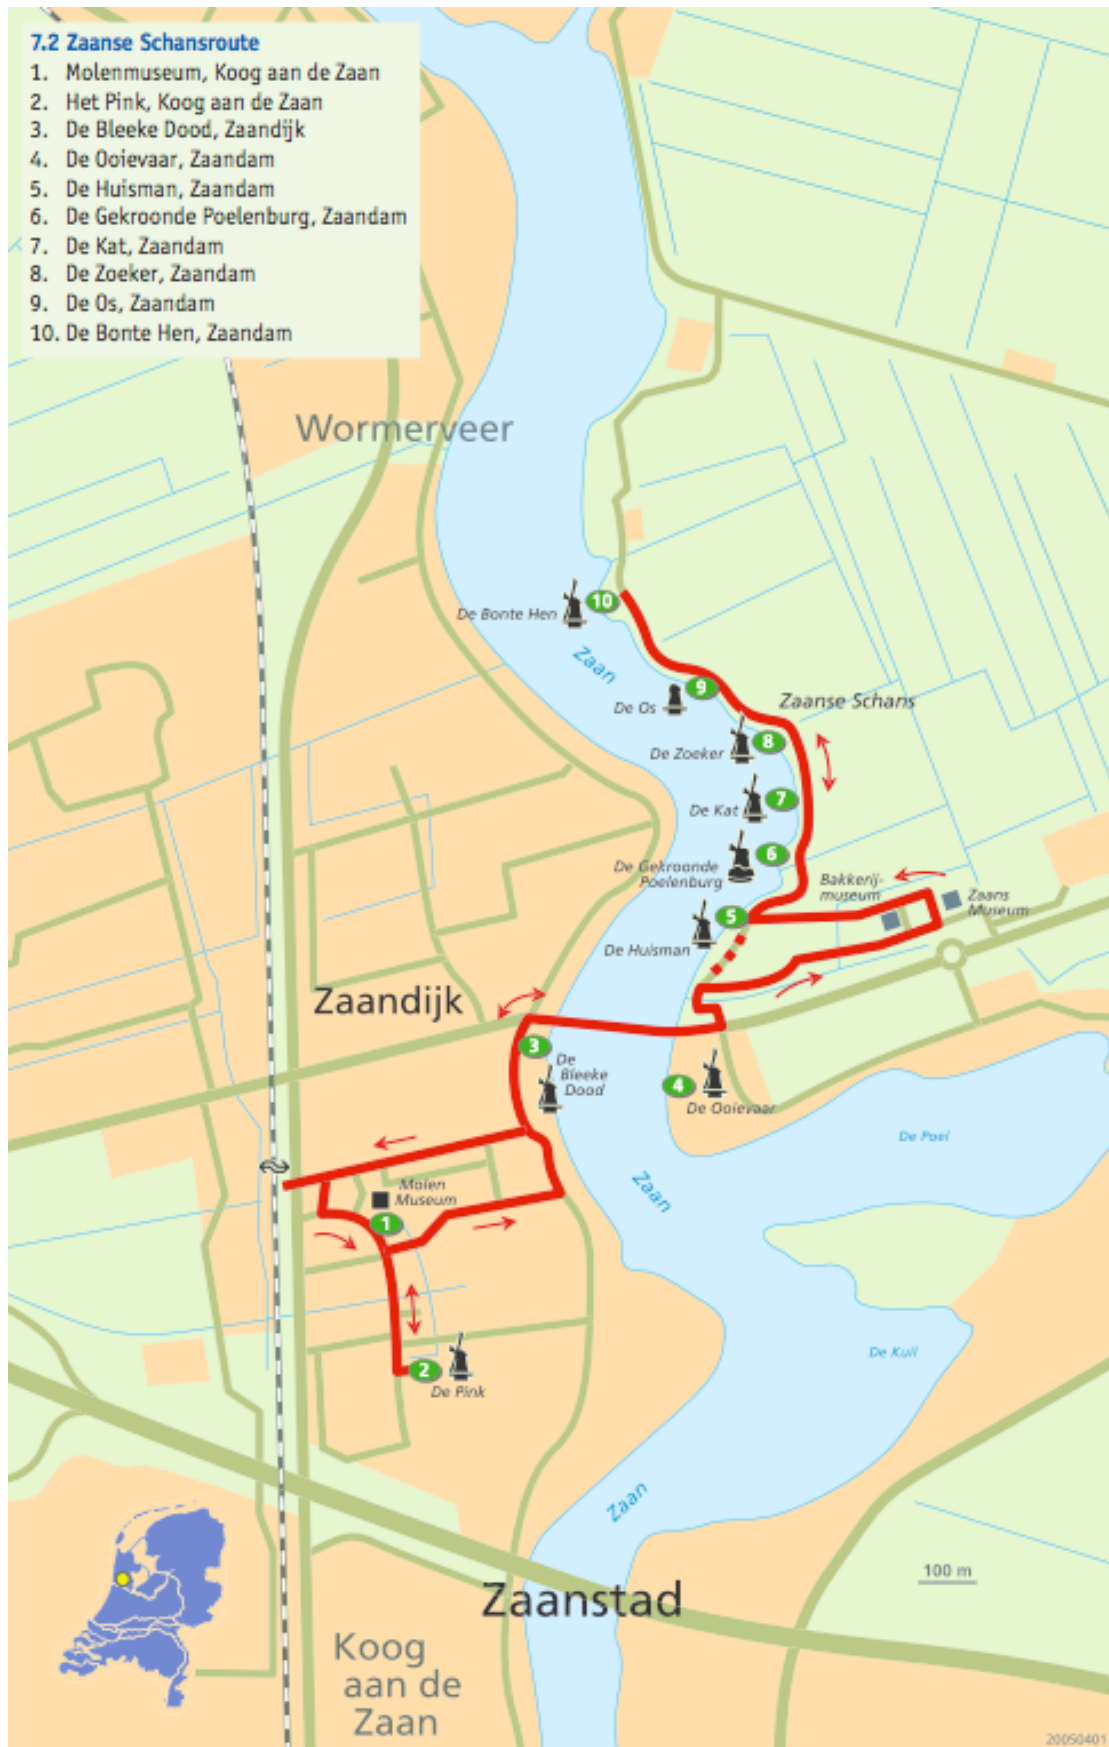 7.2 Zaanse Schansroute
1. Molenmuseum, Koog aan de Zaan
2. Het Pink, Koog aan de Zaan
3. De Bleeke Dood, Zaandijk
4. De Ooievaar, Zaandam
5. De Huisman, Zaandam
6. De Gekroonde Poelenburg, Zaandam
7. De Kat, Zaandam
8. De Zoeker, Zaandam
9. De Os, Zaandam
10. De Bonte Hen, Zaandam
Wormerveer
De Bonte Hen
10
Zaan
9
De Os
Zaanse Schans
8
De Zoeker
7
De Kat
6
De Gekroonde
Poelenburg
Bakkerij-
museum
Zaans
Museum
5
De Huisman
Zaandijk
3
De
Bleeke
Dood
4
De Ooievaar
De Poel
Molen
Museum
Zaan
1
De Kuil
2
De Pink
Zaan
100 m
Zaanstad
Koog
aan de
Zaan
20050401